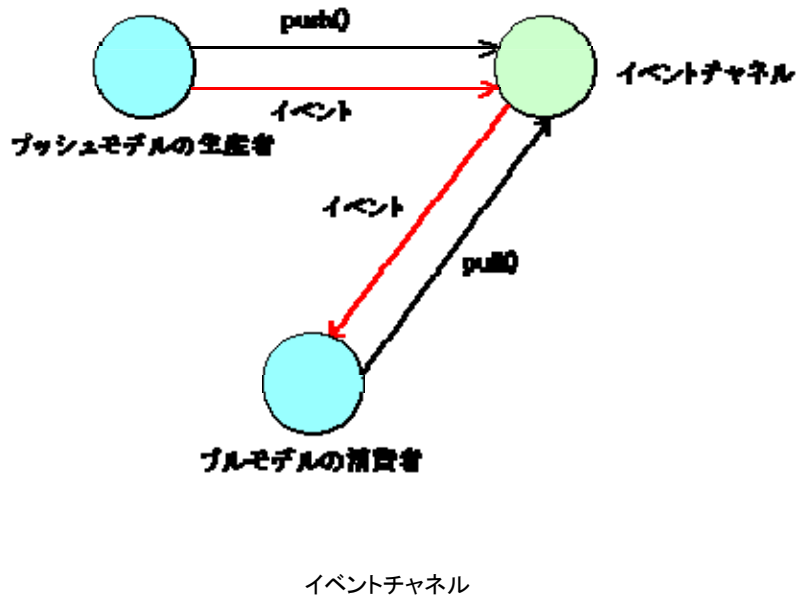 push()
イベントチャネル
イベント
プッシュモデルの生産者
イベント
pull()
プルモデルの消費者
イベントチャネル